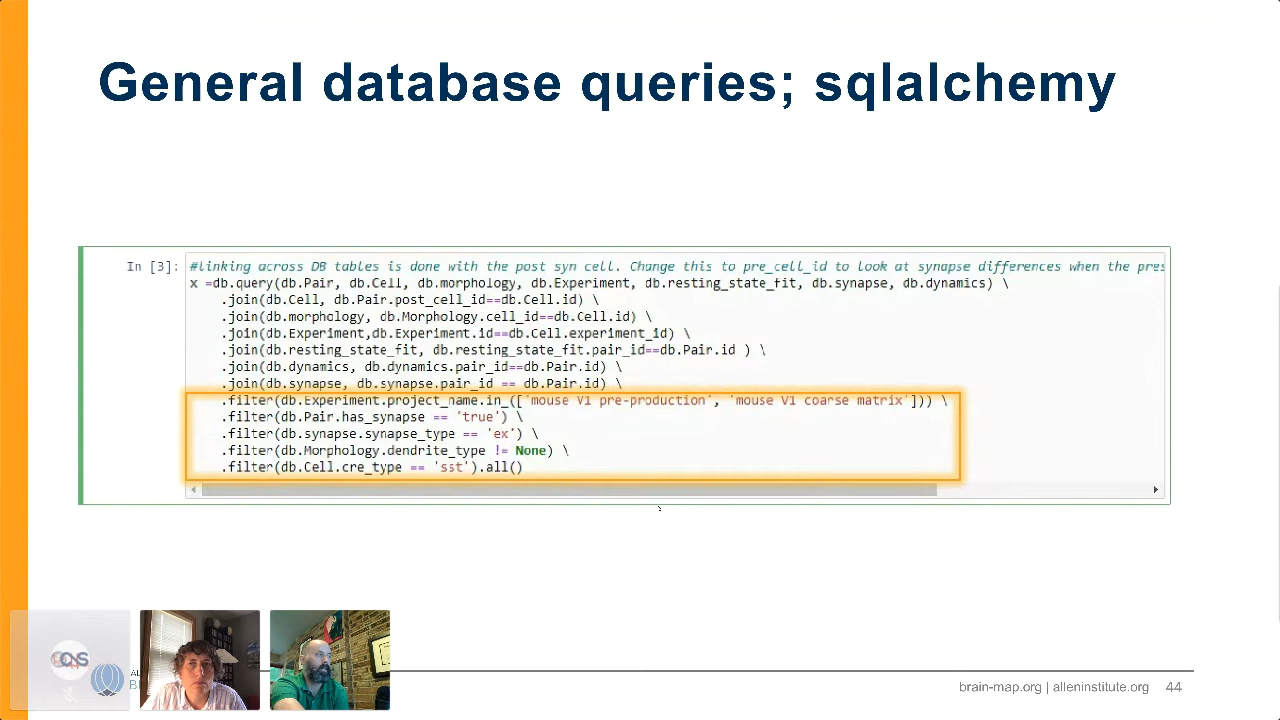 General database queries; sqlalchemy
In [3]: #linking across DB tables is done with the post syn cell. Change this to pre_cell_id to look at synapse differences when the pres
x =db.query(db.Pair, db.Cell, db.morphology, db.Experiment, db.resting_state_fit, db.synapse, db.dynamics) \
.join(db.Cell, db.Pair.post_cell_id==db.Cell.id) \
.join(db.morphology, db.Morphology.cell_id==db.Cell.id) \
.join(db.Experiment,db.Experiment.id==db.Cell.experiment_id) \
.join(db.resting_state_fit, db.resting_state_fit.pair_id==db.Pair.id ) \
.join(db.dynamics, db.dynamics.pair_id==db.Pair.id) \
.join(db.synapse, db.synapse.pair_id == db.Pair.id) \
.filter(db.Experiment.project_name.in_(['mouse V1 pre-production', 'mouse V1 coarse matrix'])) \
.filter(db.Pair.has_synapse == 'true') \
.filter(db.synapse.synapse_type == 'ex') \
.filter(db.Morphology.dendrite_type != None) \
.filter(db.Cell.cre_type == 'sst').all()
brain-map.org | alleninstitute.org 44